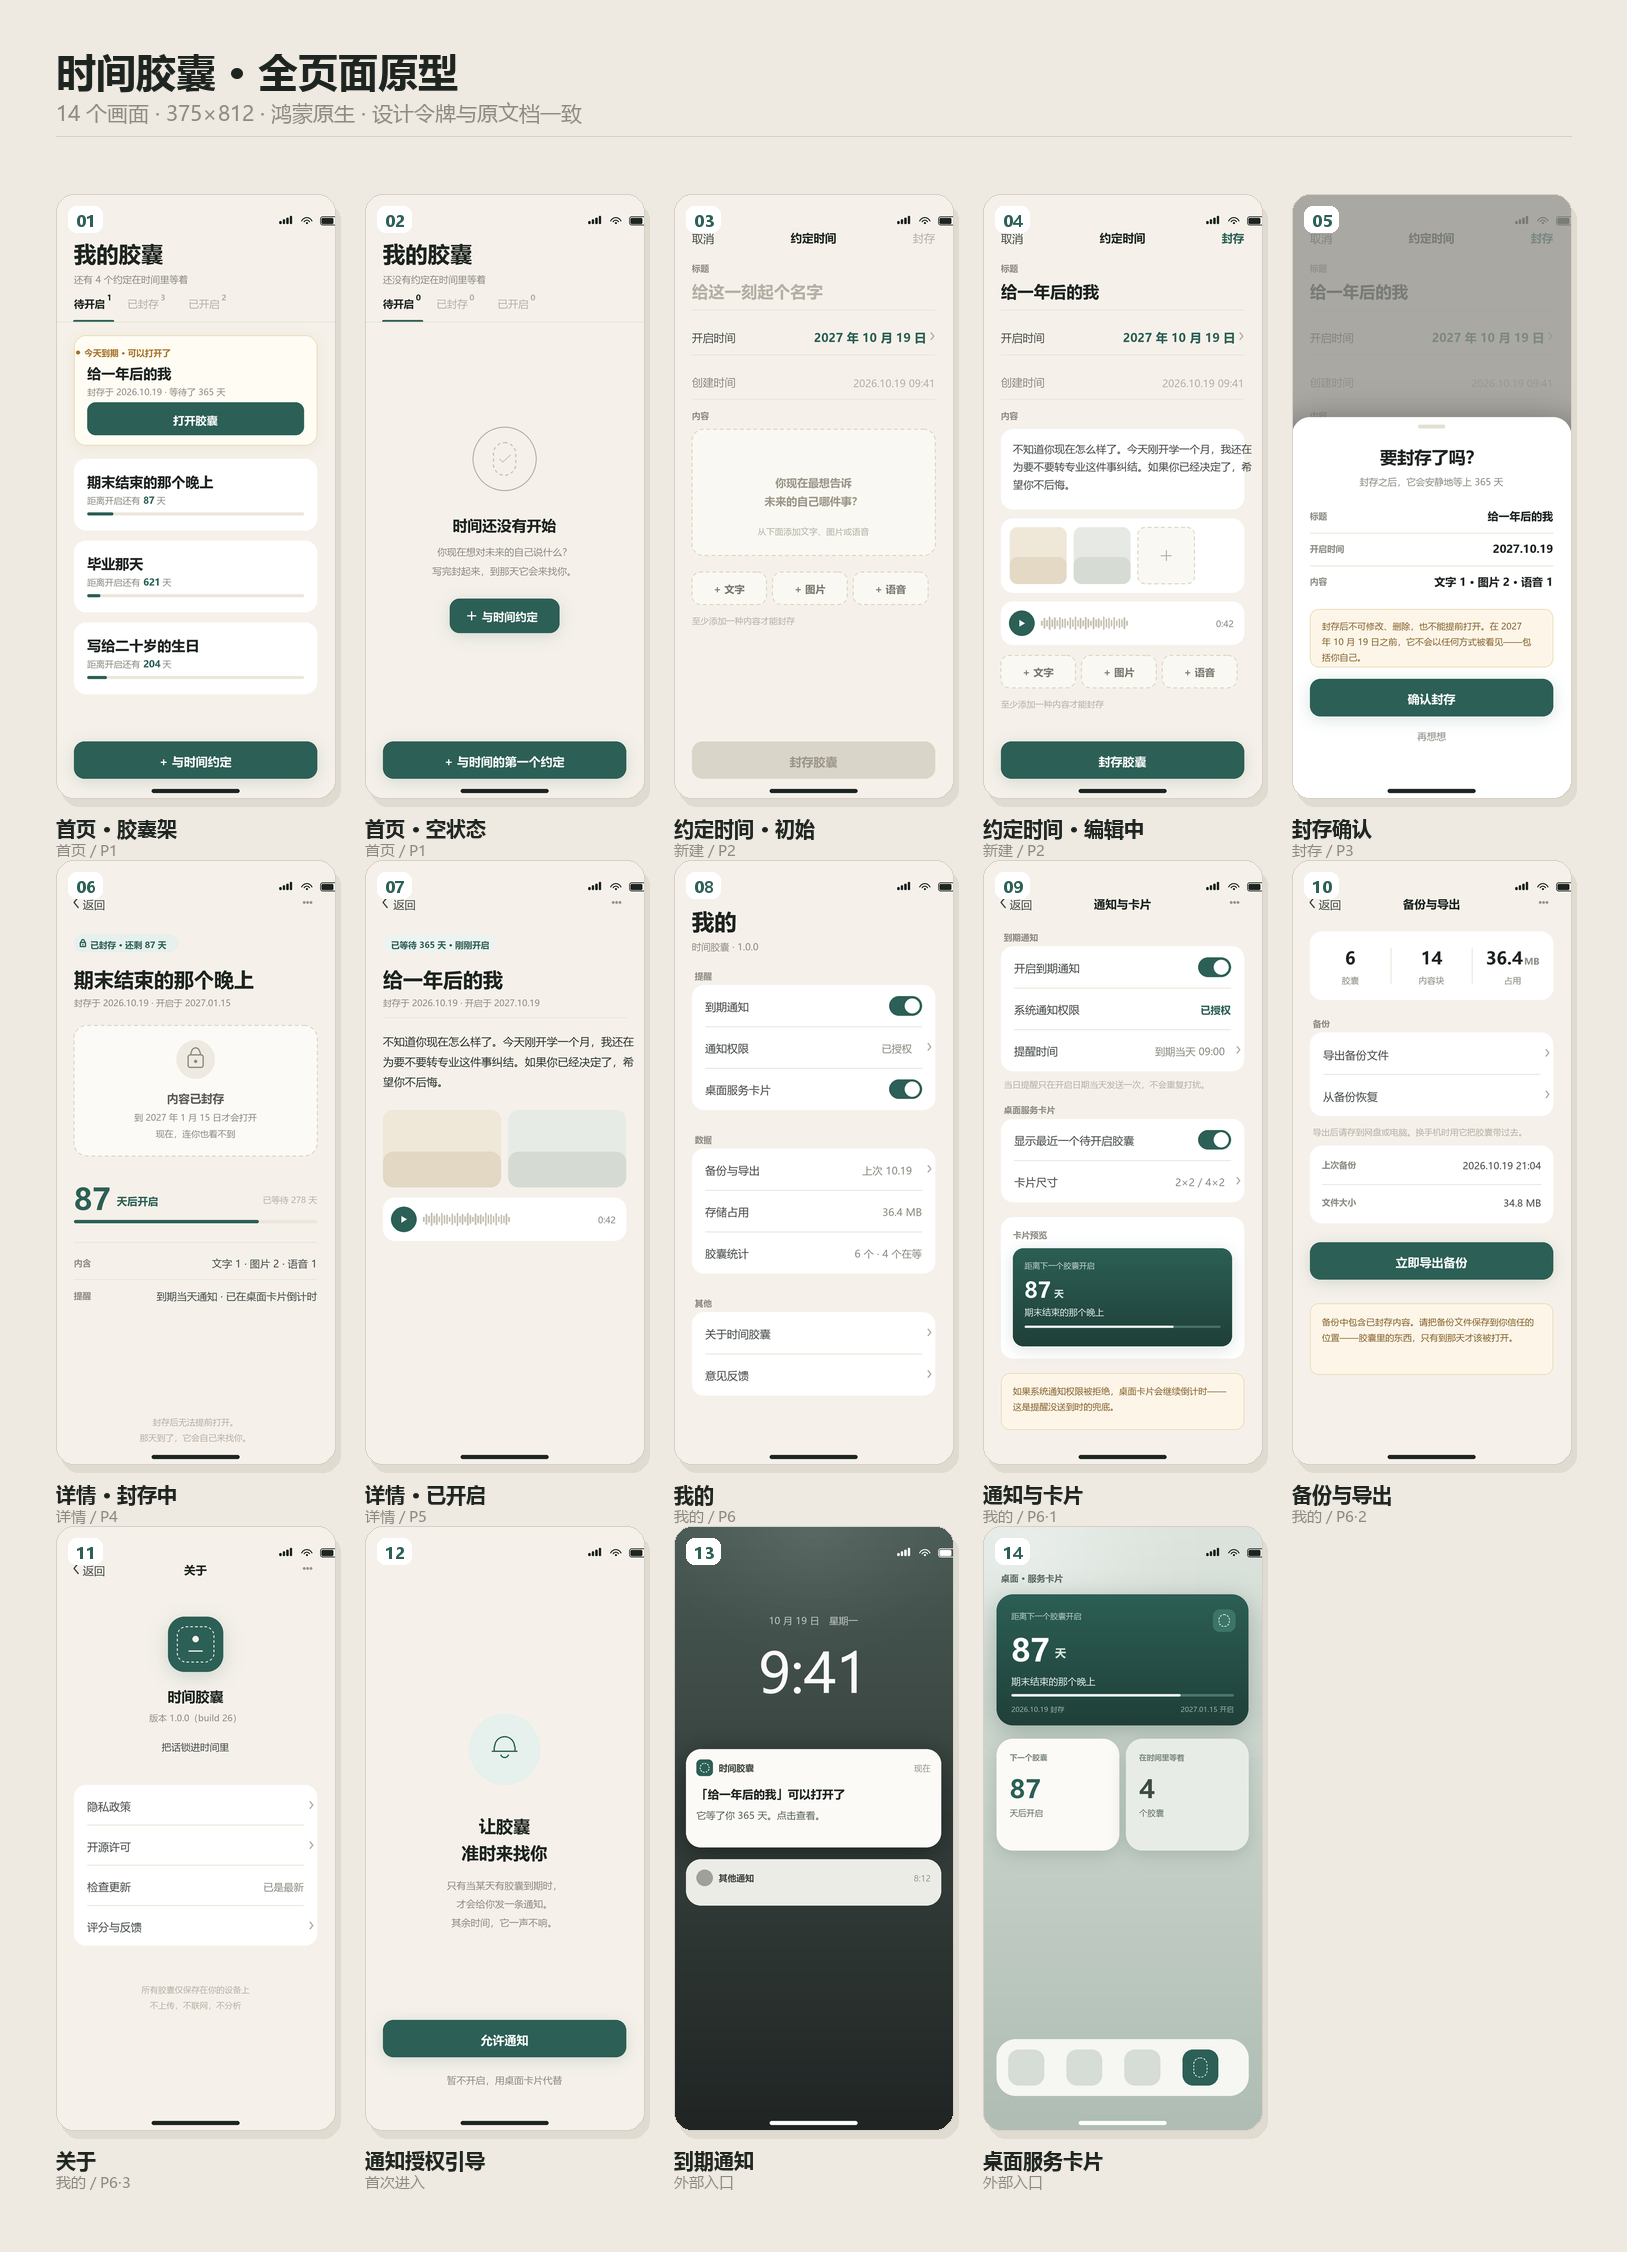 时间胶囊 • 全页面原型
14 个画面 · 375×812 · 鸿蒙原生 · 设计令牌与原文档一致
01
我的胶囊
还有 4 个约定在时间里等着
待开启 1 已封存 3 已开启 2
• 今天到期 • 可以打开了
给一年后的我
封存于 2026.10.19 · 等待了 365 天
打开胶囊
期末结束的那个晚上
距离开启还有 87 天
毕业那天
距离开启还有 621 天
写给二十岁的生日
距离开启还有 204 天
+ 与时间约定
首页 • 胶囊架
首页 / P1
02
我的胶囊
还没有约定在时间里等着
待开启 0 已封存 0 已开启 0
时间还没有开始
你现在想对未来的自己说什么?
写完封起来，到那天它会来找你。
+ 与时间约定
+ 与时间的第一个约定
首页 • 空状态
首页 / P1
03
取消 约定时间 封存
标题
给这一刻起个名字
开启时间 2027 年 10 月 19 日 ›
创建时间 2026.10.19 09:41
内容
你现在最想告诉
未来的自己哪件事?
从下面添加文字、图片或语音
+ 文字 + 图片 + 语音
至少添加一种内容才能封存
封存胶囊
约定时间 • 初始
新建 / P2
04
取消 约定时间 封存
标题
给一年后的我
开启时间 2027 年 10 月 19 日 ›
创建时间 2026.10.19 09:41
内容
不知道你现在怎么样了。今天刚开学一个月，我还在
为要不要转专业这件事纠结。如果你已经决定了，希
望你不后悔。
+
0:42
+ 文字 + 图片 + 语音
至少添加一种内容才能封存
封存胶囊
约定时间 • 编辑中
新建 / P2
05
取消 约定时间 封存
标题
给一年后的我
开启时间 2027 年 10 月 19 日 ›
创建时间 2026.10.19 09:41
内容
要封存了吗?
封存之后，它会安静地等上 365 天
标题 给一年后的我
开启时间 2027.10.19
内容 文字 1 • 图片 2 • 语音 1
封存后不可修改、删除，也不能提前打开。在 2027
年 10 月 19 日之前，它不会以任何方式被看见——包
括你自己。
确认封存
再想想
封存确认
封存 / P3
06
‹ 返回 •••
已封存 • 还剩 87 天
期末结束的那个晚上
封存于 2026.10.19 · 开启于 2027.01.15
内容已封存
到 2027 年 1 月 15 日才会打开
现在，连你也看不到
87 天后开启 已等待 278 天
内含 文字 1 · 图片 2 · 语音 1
提醒 到期当天通知 · 已在桌面卡片倒计时
封存后无法提前打开。
那天到了，它会自己来找你。
详情 • 封存中
详情 / P4
07
‹ 返回 •••
已等待 365 天 • 刚刚开启
给一年后的我
封存于 2026.10.19 · 开启于 2027.10.19
不知道你现在怎么样了。今天刚开学一个月，我还在
为要不要转专业这件事纠结。如果你已经决定了，希
望你不后悔。
0:42
详情 • 已开启
详情 / P5
08
我的
时间胶囊 · 1.0.0
提醒
到期通知
通知权限 已授权 ›
桌面服务卡片
数据
备份与导出 上次 10.19 ›
存储占用 36.4 MB
胶囊统计 6 个 · 4 个在等
其他
关于时间胶囊 ›
意见反馈 ›
我的
我的 / P6
09
‹ 返回 通知与卡片 •••
到期通知
开启到期通知
系统通知权限 已授权
提醒时间 到期当天 09:00 ›
当日提醒只在开启日期当天发送一次，不会重复打扰。
桌面服务卡片
显示最近一个待开启胶囊
卡片尺寸 2×2 / 4×2 ›
卡片预览
距离下一个胶囊开启
87 天
期末结束的那个晚上
如果系统通知权限被拒绝，桌面卡片会继续倒计时——
这是提醒没送到时的兜底。
通知与卡片
我的 / P6·1
10
‹ 返回 备份与导出 •••
6 14 36.4 MB
胶囊 内容块 占用
备份
导出备份文件 ›
从备份恢复 ›
导出后请存到网盘或电脑。换手机时用它把胶囊带过去。
上次备份 2026.10.19 21:04
文件大小 34.8 MB
立即导出备份
备份中包含已封存内容。请把备份文件保存到你信任的
位置——胶囊里的东西，只有到那天才该被打开。
备份与导出
我的 / P6·2
11
‹ 返回 关于 •••
时间胶囊
版本 1.0.0（build 26）
把话锁进时间里
隐私政策 ›
开源许可 ›
检查更新 已是最新
评分与反馈 ›
所有胶囊仅保存在你的设备上
不上传，不联网，不分析
关于
我的 / P6·3
12
让胶囊
准时来找你
只有当某天有胶囊到期时，
才会给你发一条通知。
其余时间，它一声不响。
允许通知
暂不开启，用桌面卡片代替
通知授权引导
首次进入
13
10 月 19 日 星期一
9:41
时间胶囊 现在
「给一年后的我」可以打开了
它等了你 365 天。点击查看。
其他通知 8:12
到期通知
外部入口
14
桌面 • 服务卡片
距离下一个胶囊开启
87 天
期末结束的那个晚上
2026.10.19 封存 2027.01.15 开启
下一个胶囊
87
天后开启
在时间里等着
4
个胶囊
桌面服务卡片
外部入口